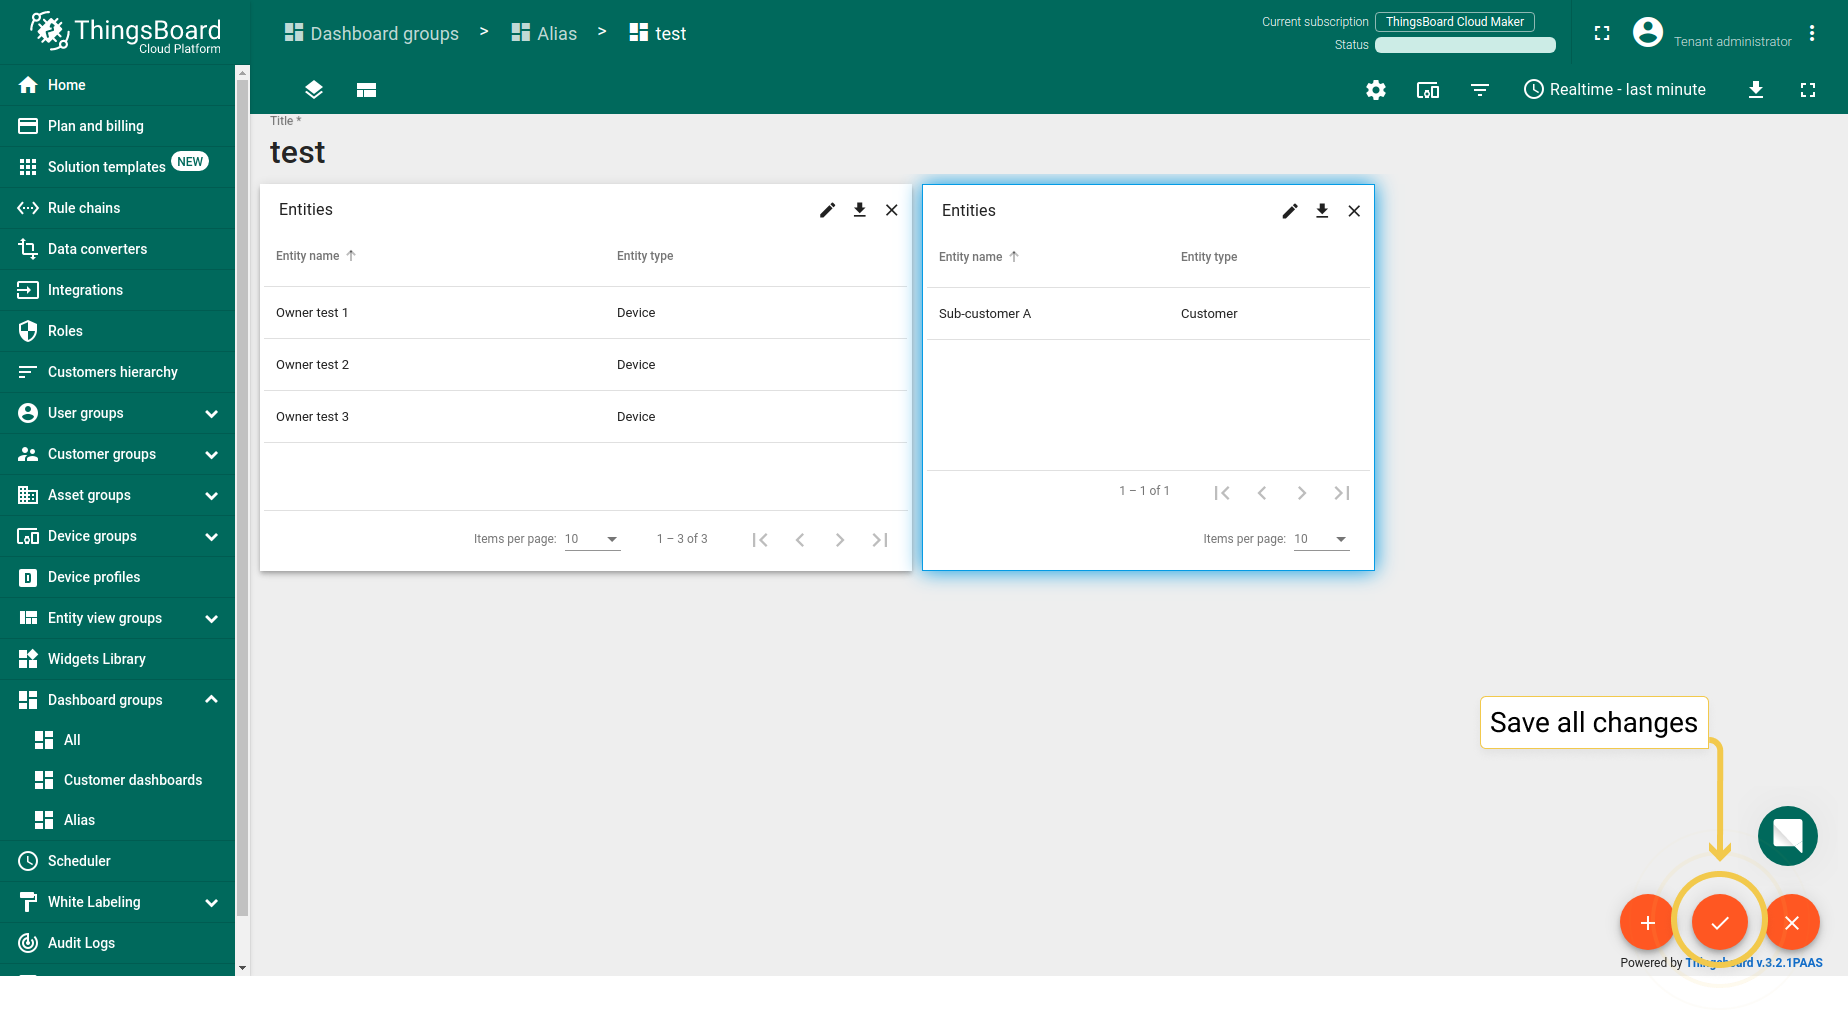 ThingsBoard
Cloud Platform
Dashboard groups > Alias > test
Current subscription ThingsBoard Cloud Maker
Status
Tenant administrator
Realtime - last minute
Home
Plan and billing
Solution templates NEW
Rule chains
Data converters
Integrations
Roles
Customers hierarchy
User groups
Customer groups
Asset groups
Device groups
Device profiles
Entity view groups
Widgets Library
Dashboard groups
All
Customer dashboards
Alias
Scheduler
White Labeling
Audit Logs
Title *
test
Entities
Entity name Entity type
Owner test 1 Device
Owner test 2 Device
Owner test 3 Device
Items per page: 10 1 – 3 of 3
Entities
Entity name Entity type
Sub-customer A Customer
1 – 1 of 1
Items per page: 10
Save all changes
Powered by Thingsboard v.3.2.1PAAS